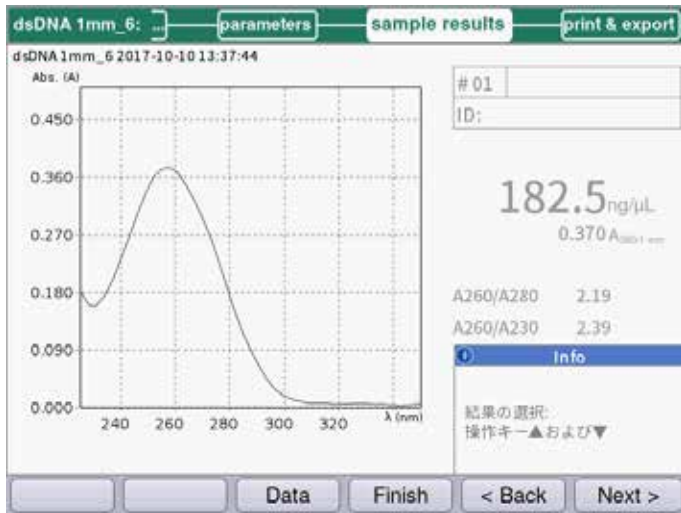 dsDNA 1mm_6: ...
parameters
sample results
print & export
dsDNA 1mm_6 2017-10-10 13:37:44
Abs. (A)
0.450
0.360
0.270
0.180
0.090
0.000
240 260 280 300 320 λ (nm)
# 01
ID:
182.5 ng/µL
0.370 A
A260/A280 2.19
A260/A230 2.39
Info
結果の選択:
操作キー▲および▼
Data
Finish
< Back
Next >